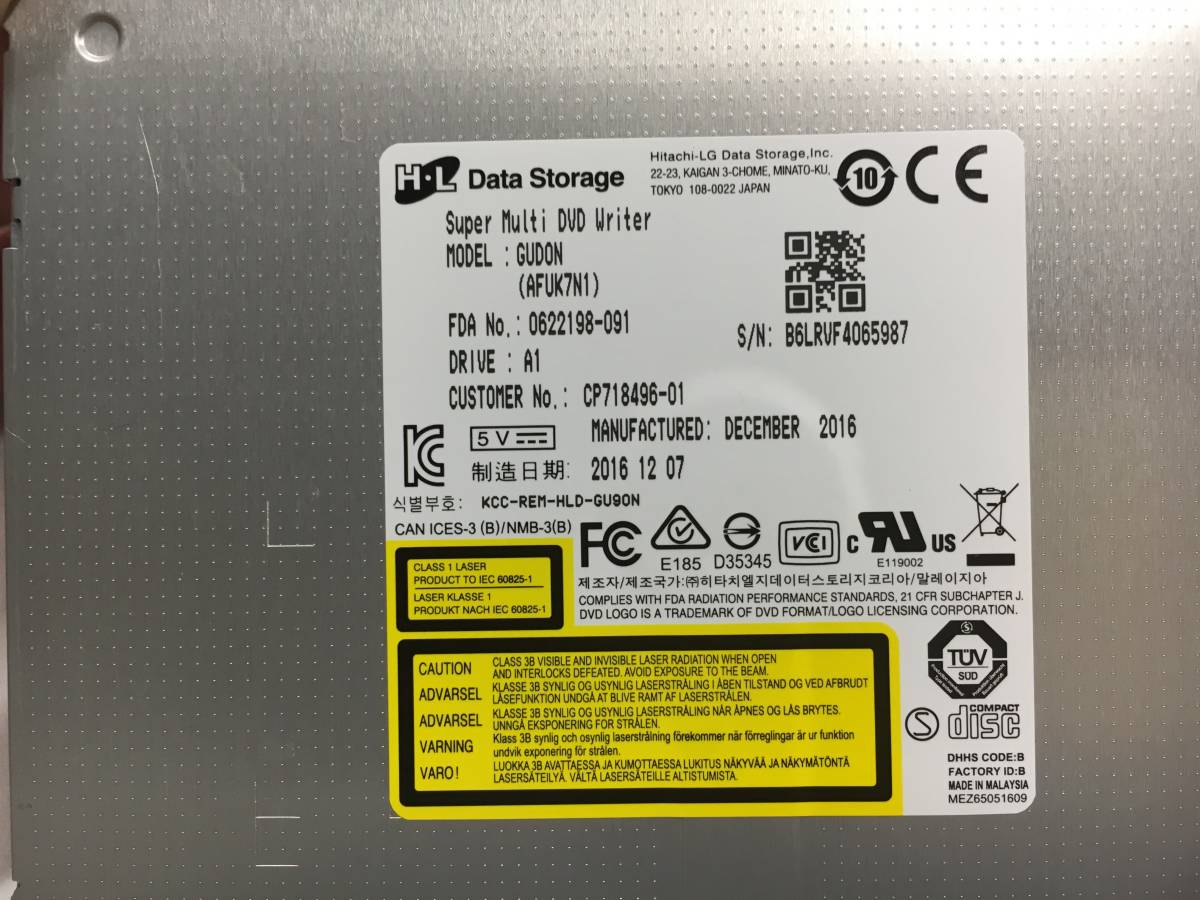 H·L Data Storage
Hitachi-LG Data Storage,Inc.
22-23, KAIGAN 3-CHOME, MINATO-KU,
TOKYO 108-0022 JAPAN
10
CE
Super Multi DVD Writer
MODEL : GUD0N
(AFUK7N1)
FDA No.: 0622198-091
S/N: B6LRVF4065987
DRIVE : A1
CUSTOMER No.: CP718496-01
MANUFACTURED: DECEMBER 2016
5V
制造日期: 2016 12 07
식별부호: KCC-REM-HLD-GU90N
CAN ICES-3 (B)/NMB-3(B)
FC
E185
D35345
VCI
c RU US
E119002
CLASS 1 LASER
PRODUCT TO IEC 60825-1
LASER KLASSE 1
PRODUKT NACH IEC 60825-1
제조자/제조국가:㈜히타치엘지데이터스토리지코리아/말레이지아
COMPLIES WITH FDA RADIATION PERFORMANCE STANDARDS, 21 CFR SUBCHAPTER J.
DVD LOGO IS A TRADEMARK OF DVD FORMAT/LOGO LICENSING CORPORATION.
CAUTION CLASS 3B VISIBLE AND INVISIBLE LASER RADIATION WHEN OPEN
AND INTERLOCKS DEFEATED. AVOID EXPOSURE TO THE BEAM.
ADVARSEL KLASSE 3B SYNLIG OG USYNLIG LASERSTRÅLING I ÅBEN TILSTAND OG VED AFBRUDT
LÅSEFUNKTION UNDGÅ AT BLIVE RAMT AF LASERSTRÅLEN.
ADVARSEL KLASSE 3B SYNLIG OG USYNLIG LASERSTRÅLING NÅR ÅPNES OG LÅS BRYTES.
UNNGÅ EKSPONERING FOR STRÅLEN.
VARNING Klass 3B synlig och osynlig laserstrålning förekommer när förreglingar är ur funktion
undvik exponering för strålen.
VARO! LUOKKA 3B AVATTAESSA JA KUMOTTAESSA LUKITUS NÄKYVÄÄ JA NÄKYMÄTÖNTÄ
LASERSÄTEILYÄ. VÄLTÄ LASERSÄTEILLE ALTISTUMISTA.
TÜV
SÜD
S
COMPACT
disc
DHHS CODE:B
FACTORY ID:B
MADE IN MALAYSIA
MEZ65051609